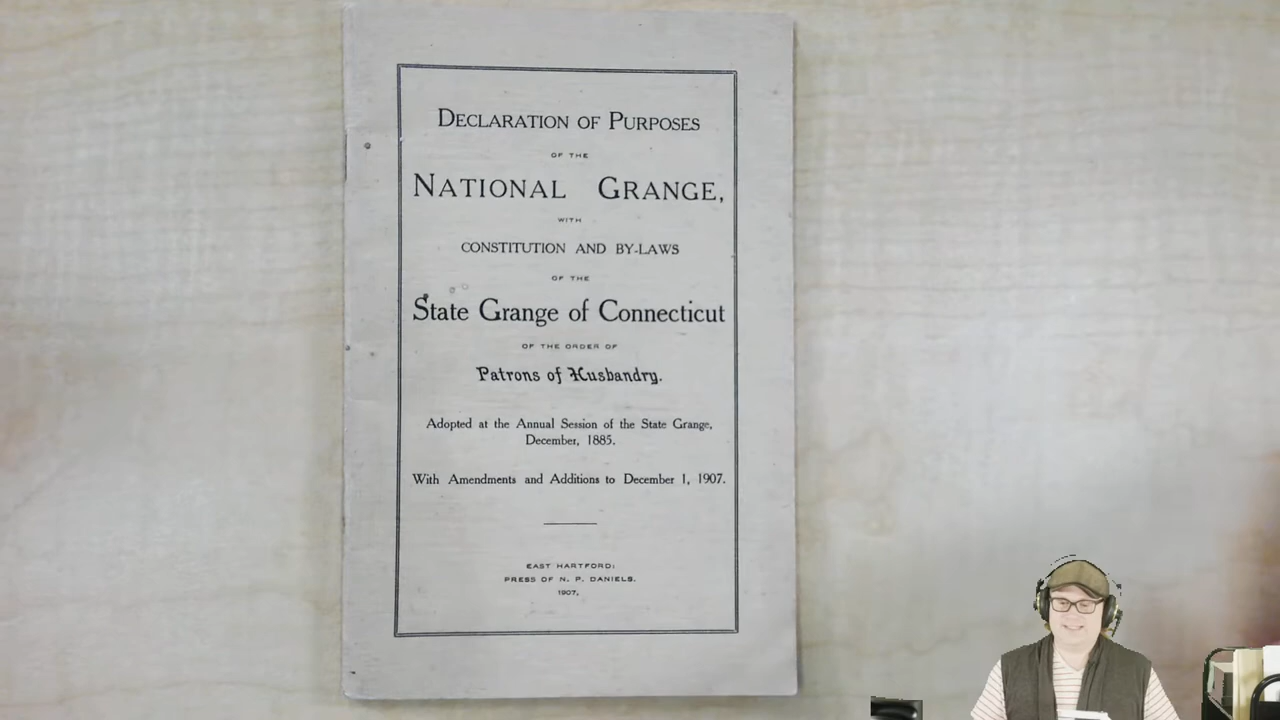 DECLARATION OF PURPOSES
OF THE
NATIONAL GRANGE,
WITH
CONSTITUTION AND BY-LAWS
OF THE
State Grange of Connecticut
OF THE ORDER OF
Patrons of Husbandry.
Adopted at the Annual Session of the State Grange,
December, 1885.
With Amendments and Additions to December 1, 1907.
EAST HARTFORD:
PRESS OF N. P. DANIELS.
1907.